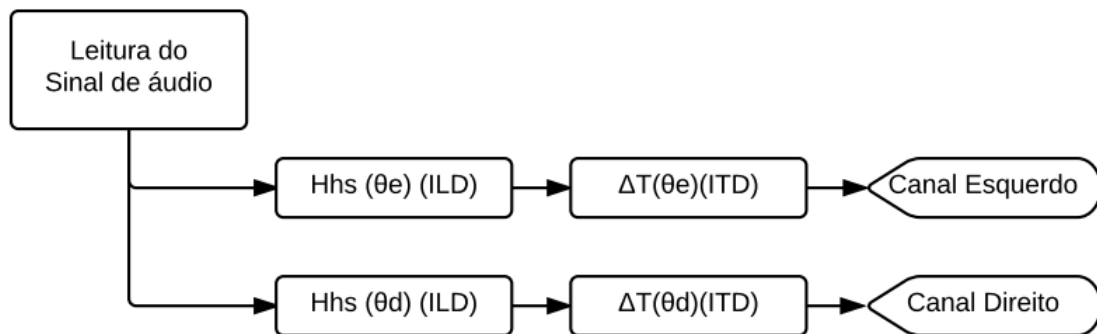 Leitura do
Sinal de áudio
Hhs (θe) (ILD)
ΔT(θe)(ITD)
Canal Esquerdo
Hhs (θd) (ILD)
ΔT(θd)(ITD)
Canal Direito